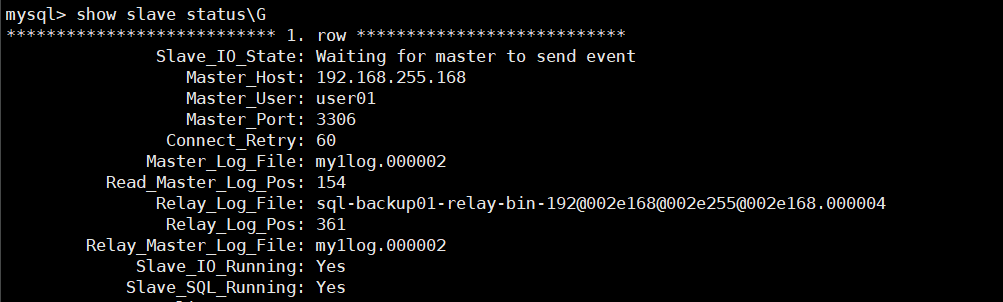 mysql> show slave status\G
*************************** 1. row ***************************
Slave_IO_State: Waiting for master to send event
Master_Host: 192.168.255.168
Master_User: user01
Master_Port: 3306
Connect_Retry: 60
Master_Log_File: my1log.000002
Read_Master_Log_Pos: 154
Relay_Log_File: sql-backup01-relay-bin-192@002e168@002e255@002e168.000004
Relay_Log_Pos: 361
Relay_Master_Log_File: my1log.000002
Slave_IO_Running: Yes
Slave_SQL_Running: Yes